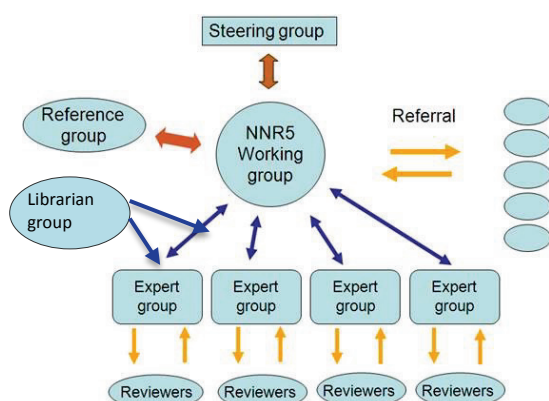 Steering group
Reference
group
NNR5
Working
group
Referral
Librarian
group
Expert
group
Expert
group
Expert
group
Expert
group
Reviewers
Reviewers
Reviewers
Reviewers